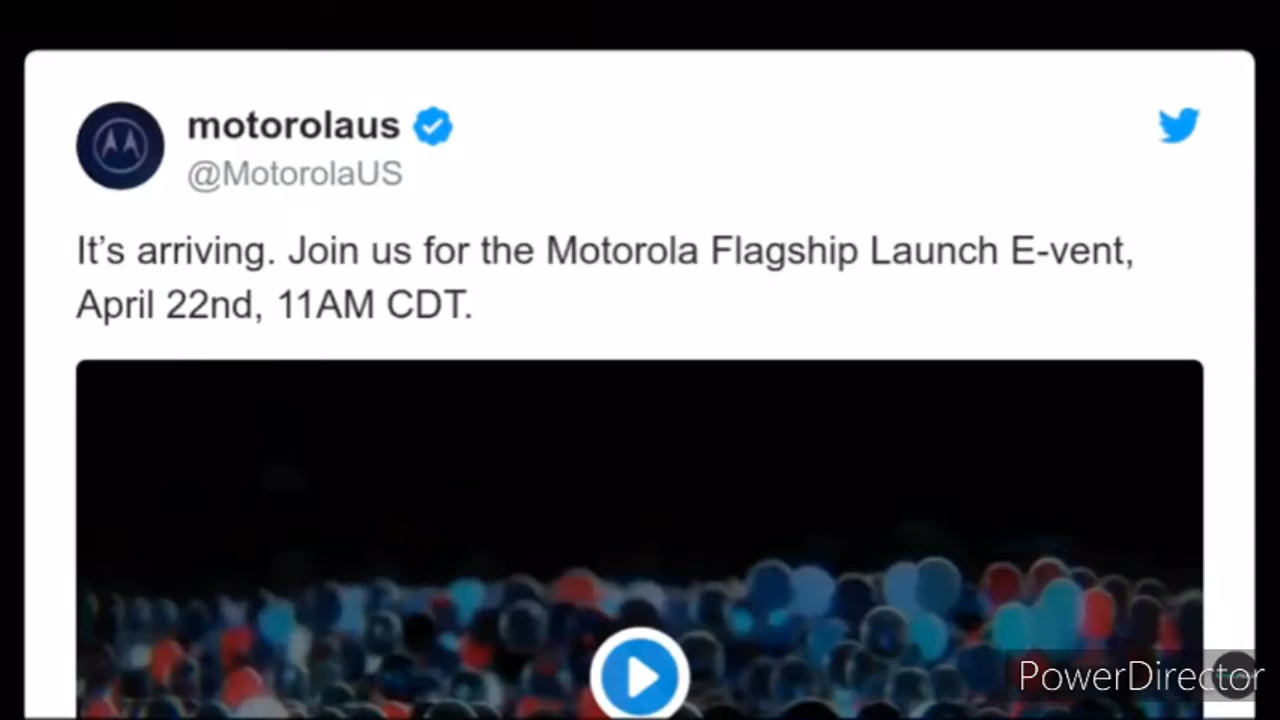 motorolaus
@MotorolaUS
It’s arriving. Join us for the Motorola Flagship Launch E-vent,
April 22nd, 11AM CDT.
PowerDirector